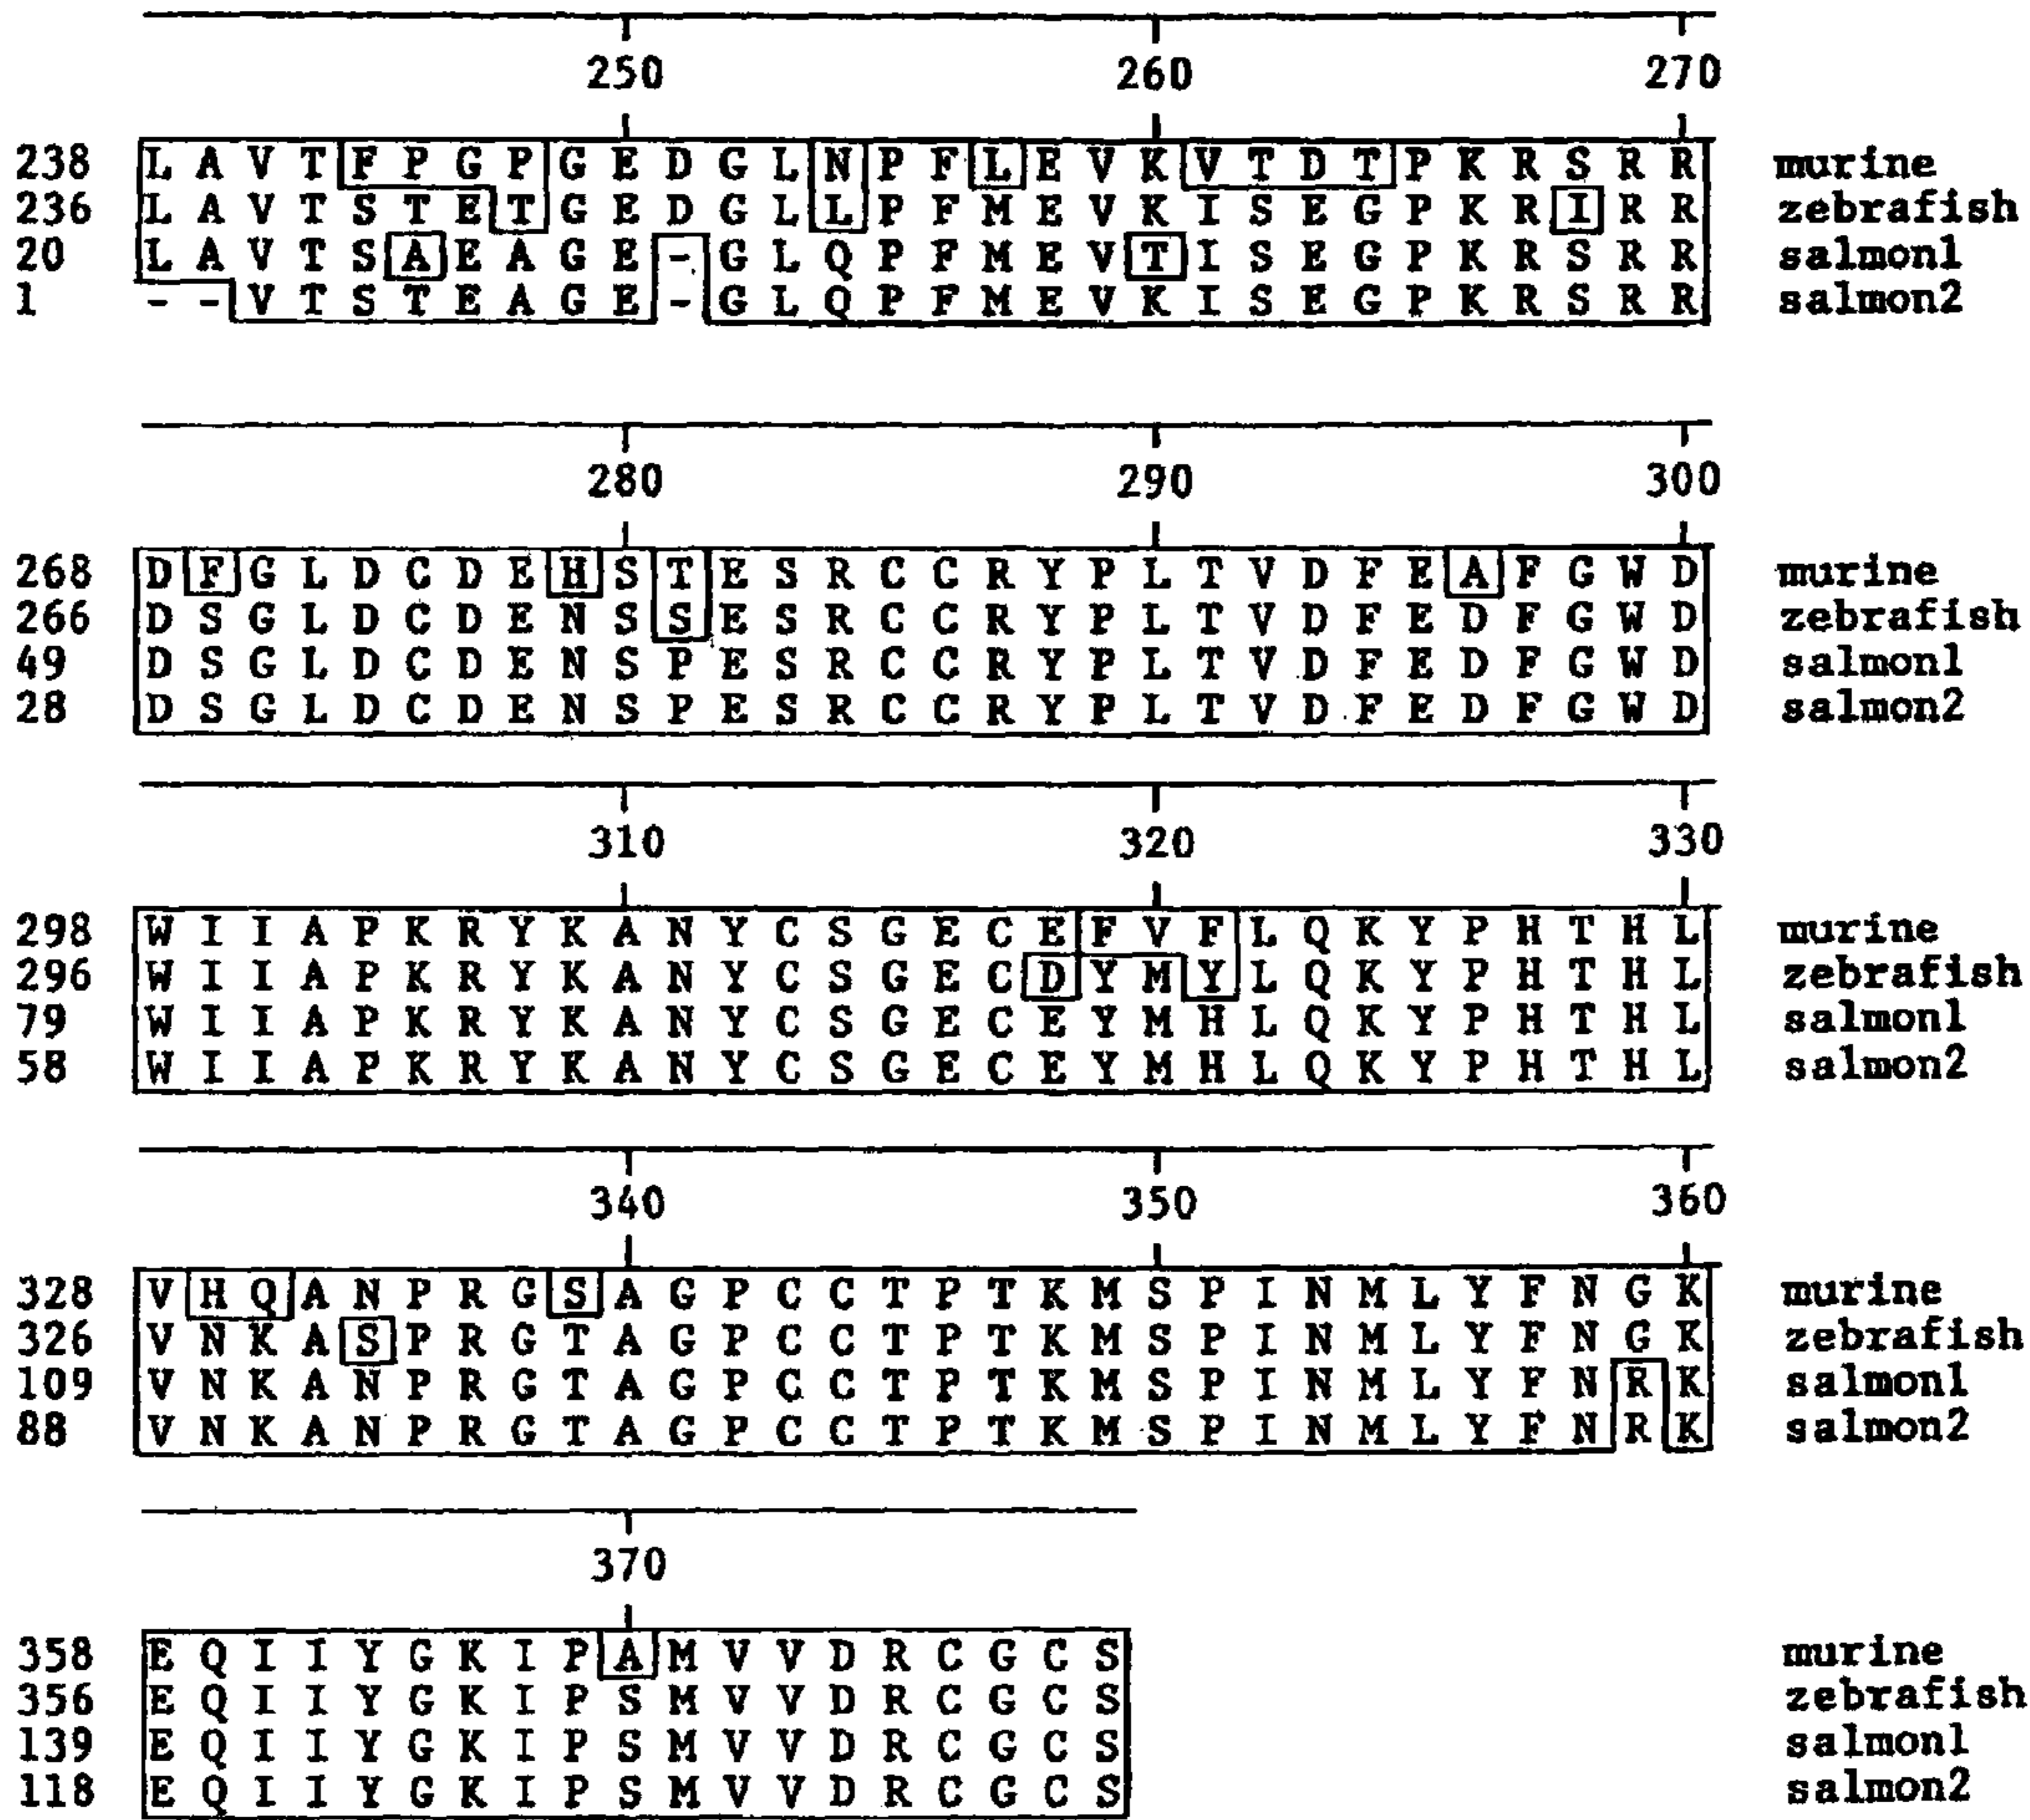 250 260 270
238 L A V T F P G P G E D G L N P F L E V K V T D T P K R S R R murine
236 L A V T S T E T G E D G L L P F M E V K I S E G P K R I R R zebrafish
20 L A V T S A E A G E - G L Q P F M E V T I S E G P K R S R R salmon1
1 - - V T S T E A G E - G L Q P F M E V K I S E G P K R S R R salmon2
280 290 300
268 D F G L D C D E H S T E S R C C R Y P L T V D F E A F G W D murine
266 D S G L D C D E N S S E S R C C R Y P L T V D F E D F G W D zebrafish
49 D S G L D C D E N S P E S R C C R Y P L T V D F E D F G W D salmon1
28 D S G L D C D E N S P E S R C C R Y P L T V D F E D F G W D salmon2
310 320 330
298 W I I A P K R Y K A N Y C S G E C E F V F L Q K Y P H T H L murine
296 W I I A P K R Y K A N Y C S G E C D Y M Y L Q K Y P H T H L zebrafish
79 W I I A P K R Y K A N Y C S G E C E Y M H L Q K Y P H T H L salmon1
58 W I I A P K R Y K A N Y C S G E C E Y M H L Q K Y P H T H L salmon2
340 350 360
328 V H Q A N P R G S A G P C C T P T K M S P I N M L Y F N G K murine
326 V N K A S P R G T A G P C C T P T K M S P I N M L Y F N G K zebrafish
109 V N K A N P R G T A G P C C T P T K M S P I N M L Y F N R K salmon1
88 V N K A N P R G T A G P C C T P T K M S P I N M L Y F N R K salmon2
370
358 E Q I I Y G K I P A M V V D R C G C S murine
356 E Q I I Y G K I P S M V V D R C G C S zebrafish
139 E Q I I Y G K I P S M V V D R C G C S salmon1
118 E Q I I Y G K I P S M V V D R C G C S salmon2